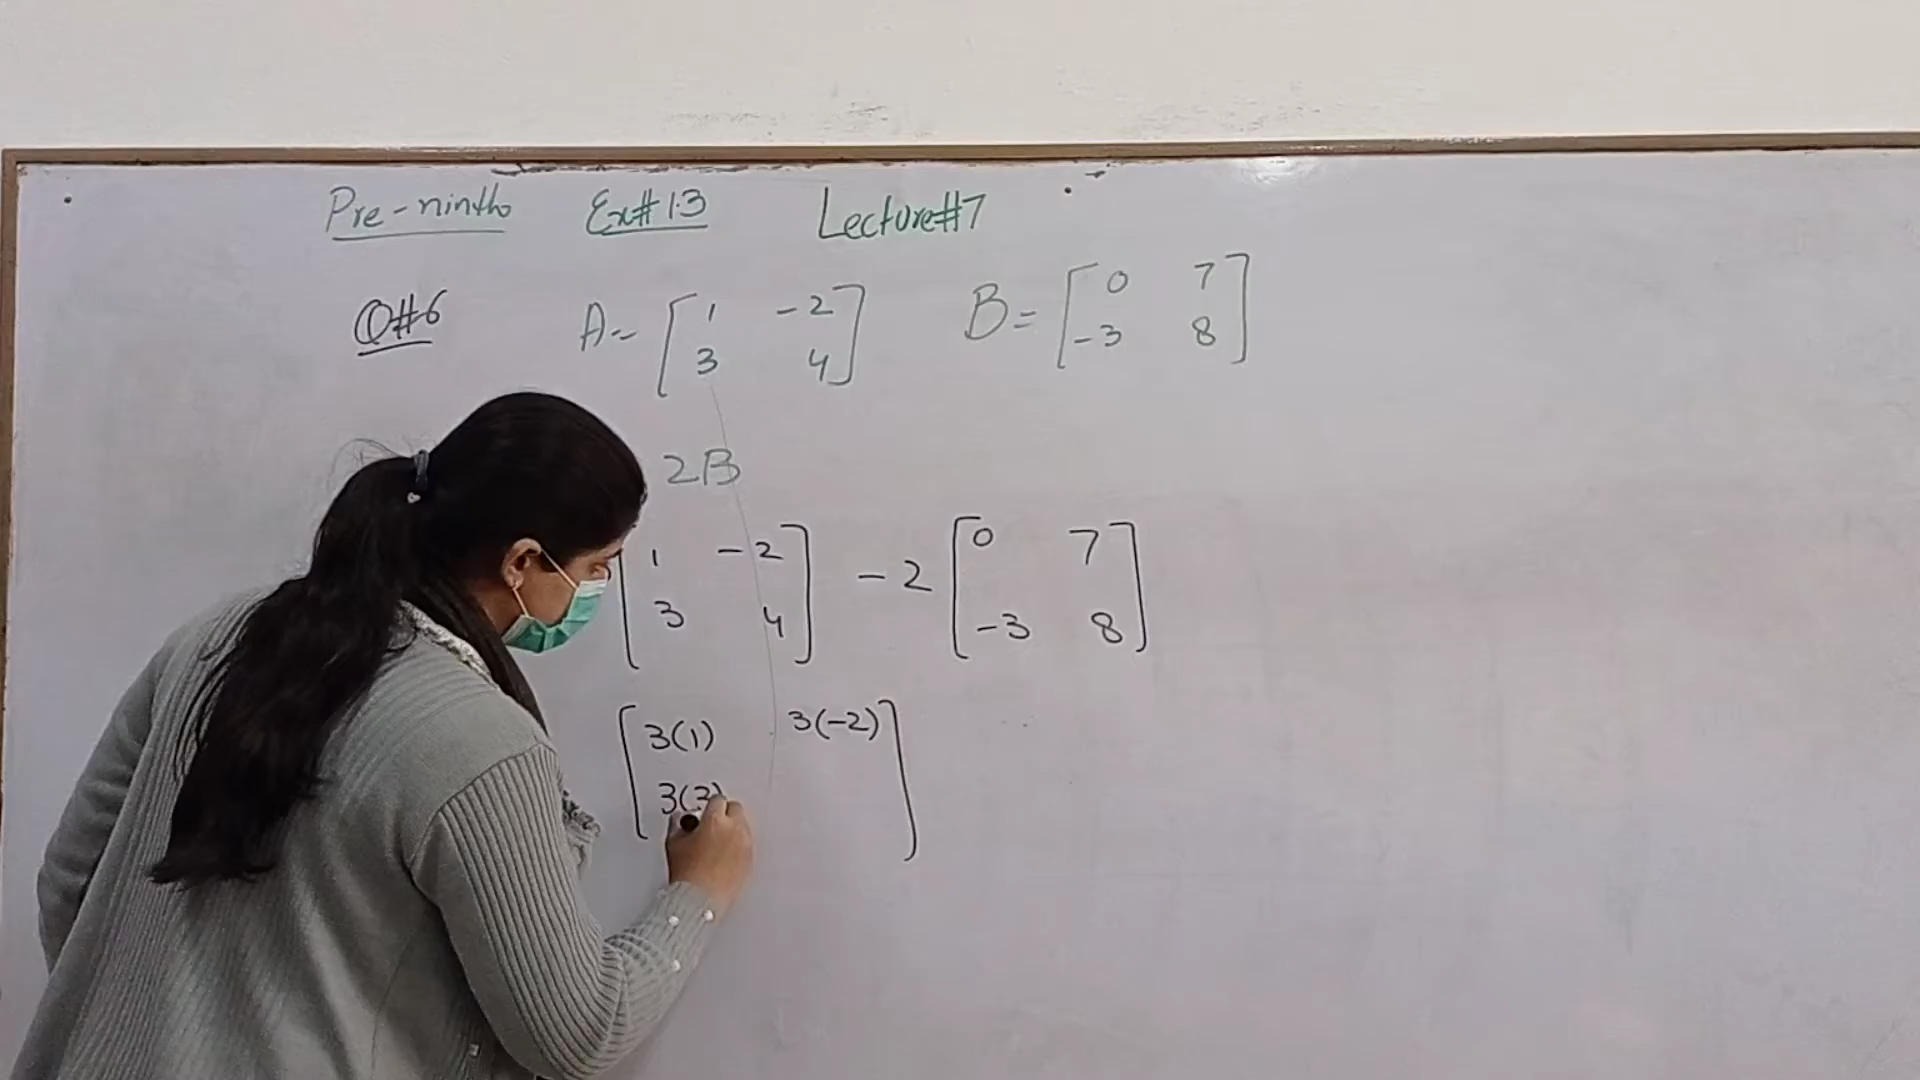 Pre-ninth Ex#1.3 Lecture#7
Q#6 A= [1 -2 B= [0 7
3 4] -3 8]
2B
[1 -2 -2 [0 7
3 4] -3 8]
[3(1) 3(-2)
3(3) ]